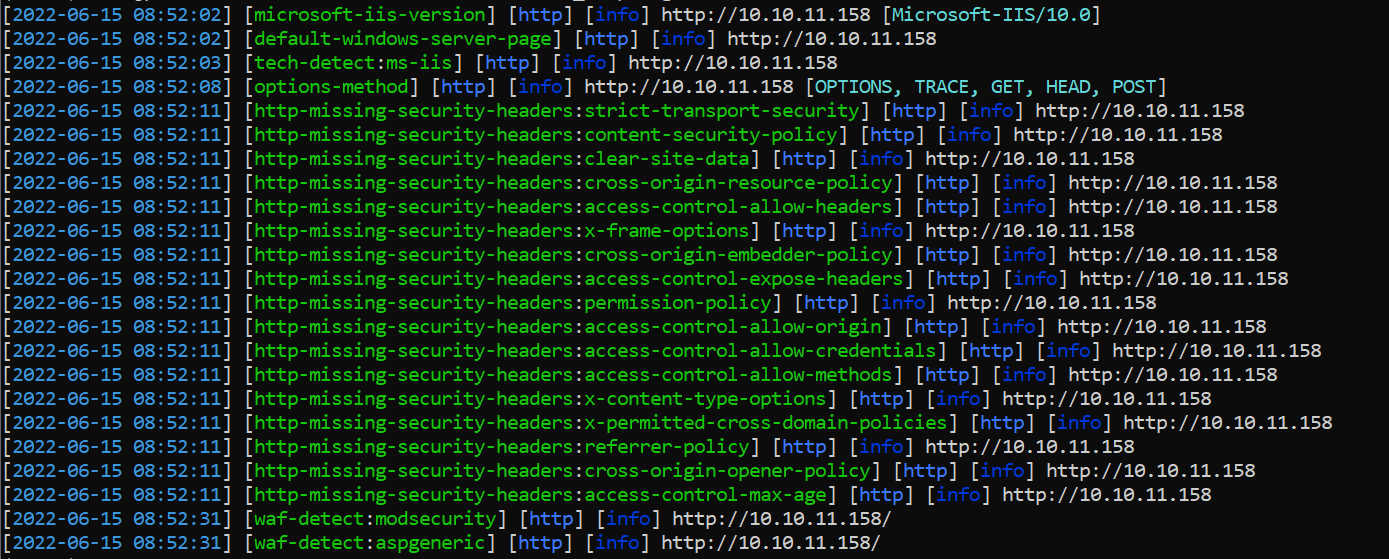 [2022-06-15 08:52:02] [microsoft-iis-version] [http] [info] http://10.10.11.158 [Microsoft-IIS/10.0]
[2022-06-15 08:52:02] [default-windows-server-page] [http] [info] http://10.10.11.158
[2022-06-15 08:52:03] [tech-detect:ms-iis] [http] [info] http://10.10.11.158
[2022-06-15 08:52:08] [options-method] [http] [info] http://10.10.11.158 [OPTIONS, TRACE, GET, HEAD, POST]
[2022-06-15 08:52:11] [http-missing-security-headers:strict-transport-security] [http] [info] http://10.10.11.158
[2022-06-15 08:52:11] [http-missing-security-headers:content-security-policy] [http] [info] http://10.10.11.158
[2022-06-15 08:52:11] [http-missing-security-headers:clear-site-data] [http] [info] http://10.10.11.158
[2022-06-15 08:52:11] [http-missing-security-headers:cross-origin-resource-policy] [http] [info] http://10.10.11.158
[2022-06-15 08:52:11] [http-missing-security-headers:access-control-allow-headers] [http] [info] http://10.10.11.158
[2022-06-15 08:52:11] [http-missing-security-headers:x-frame-options] [http] [info] http://10.10.11.158
[2022-06-15 08:52:11] [http-missing-security-headers:cross-origin-embedder-policy] [http] [info] http://10.10.11.158
[2022-06-15 08:52:11] [http-missing-security-headers:access-control-expose-headers] [http] [info] http://10.10.11.158
[2022-06-15 08:52:11] [http-missing-security-headers:permission-policy] [http] [info] http://10.10.11.158
[2022-06-15 08:52:11] [http-missing-security-headers:access-control-allow-origin] [http] [info] http://10.10.11.158
[2022-06-15 08:52:11] [http-missing-security-headers:access-control-allow-credentials] [http] [info] http://10.10.11.158
[2022-06-15 08:52:11] [http-missing-security-headers:access-control-allow-methods] [http] [info] http://10.10.11.158
[2022-06-15 08:52:11] [http-missing-security-headers:x-content-type-options] [http] [info] http://10.10.11.158
[2022-06-15 08:52:11] [http-missing-security-headers:x-permitted-cross-domain-policies] [http] [info] http://10.10.11.158
[2022-06-15 08:52:11] [http-missing-security-headers:referrer-policy] [http] [info] http://10.10.11.158
[2022-06-15 08:52:11] [http-missing-security-headers:cross-origin-opener-policy] [http] [info] http://10.10.11.158
[2022-06-15 08:52:11] [http-missing-security-headers:access-control-max-age] [http] [info] http://10.10.11.158
[2022-06-15 08:52:31] [waf-detect:modsecurity] [http] [info] http://10.10.11.158/
[2022-06-15 08:52:31] [waf-detect:aspgeneric] [http] [info] http://10.10.11.158/